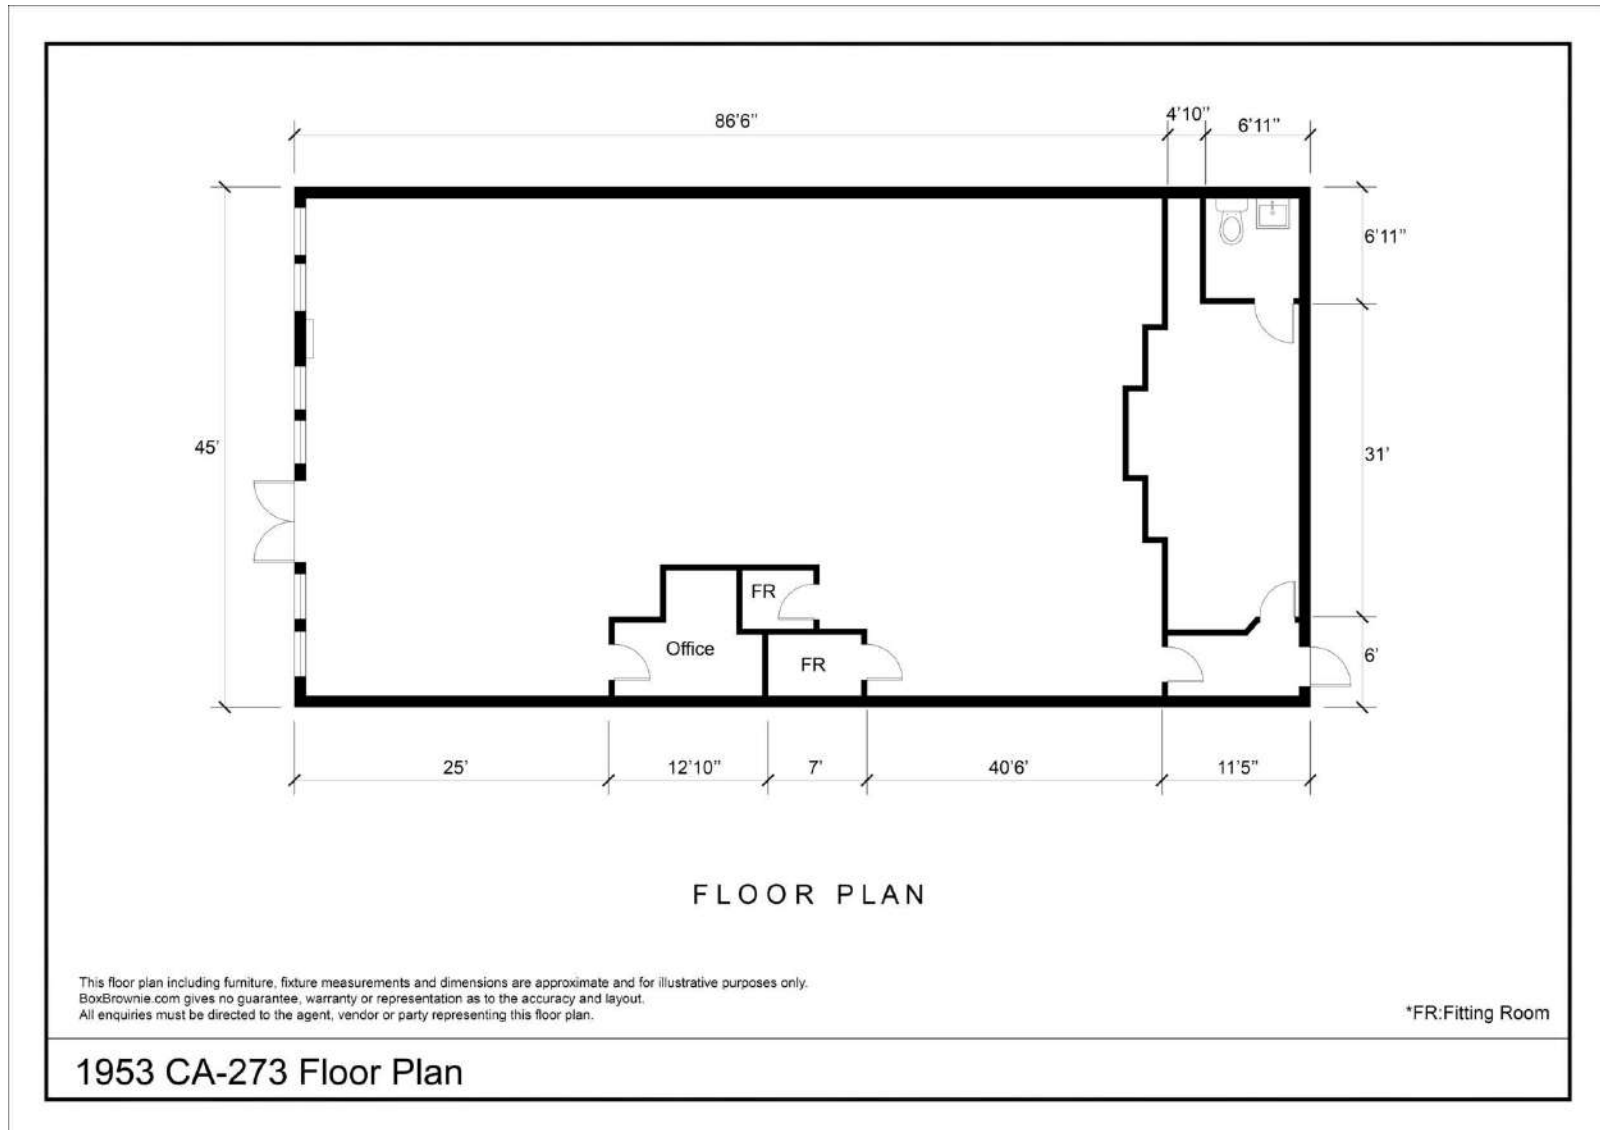 86'6"
4'10"
6'11"
6'11"
45'
31'
FR
Office
FR
6'
25'
12'10"
7'
40'6'
11'5"
FLOOR PLAN
This floor plan including furniture, fixture measurements and dimensions are approximate and for illustrative purposes only.
BoxBrownie.com gives no guarantee, warranty or representation as to the accuracy and layout.
All enquiries must be directed to the agent, vendor or party representing this floor plan.
*FR:Fitting Room
1953 CA-273 Floor Plan